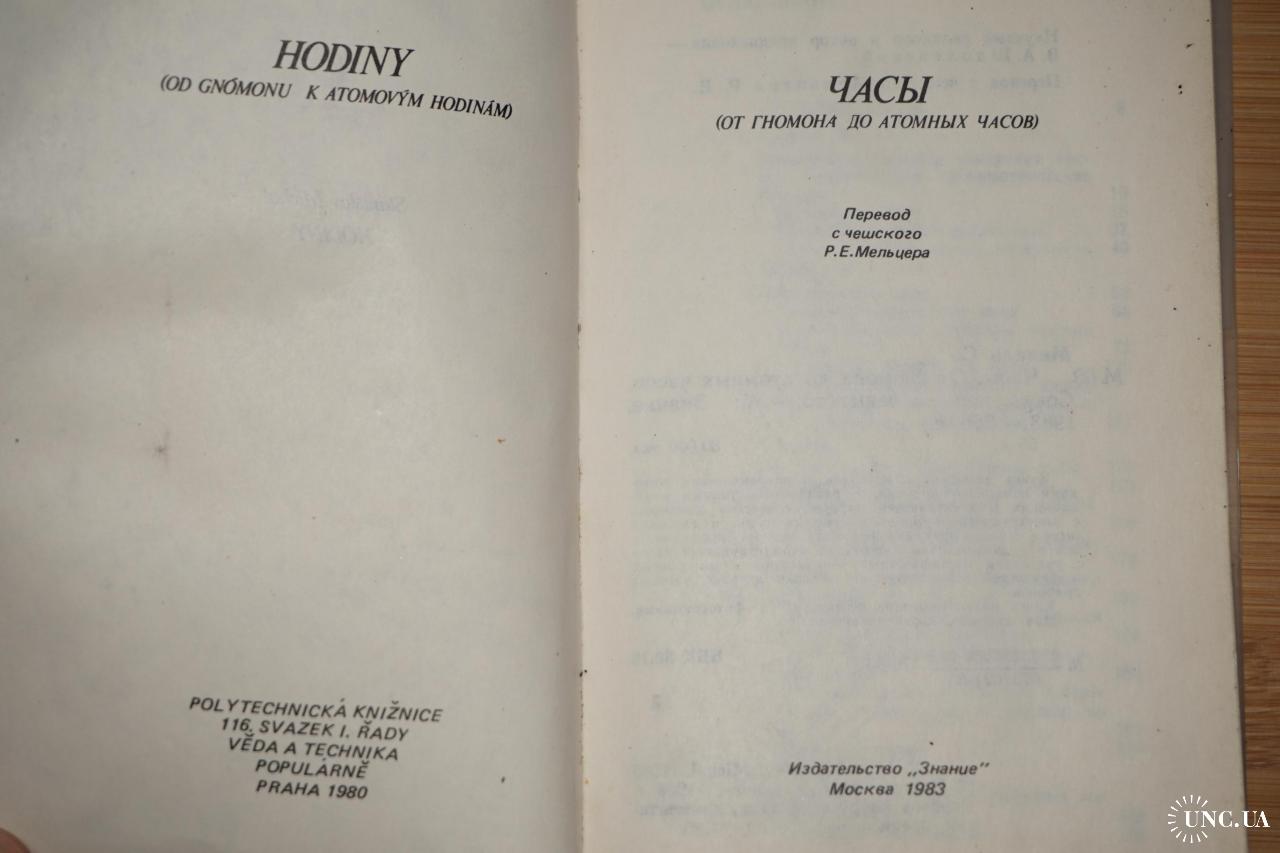 HODINY
(OD GNÓMONU K ATOMOVÝM HODINÁM)
POLYTECHNICKÁ KNIŽNICE
116. SVAZEK I. ŘADY
VĚDA A TECHNIKA
POPULÁRNĚ
PRAHA 1980
ЧАСЫ
(ОТ ГНОМОНА ДО АТОМНЫХ ЧАСОВ)
Перевод
с чешского
Р.Е.Мельцера
Издательство „Знание"
Москва 1983
UNC.UA